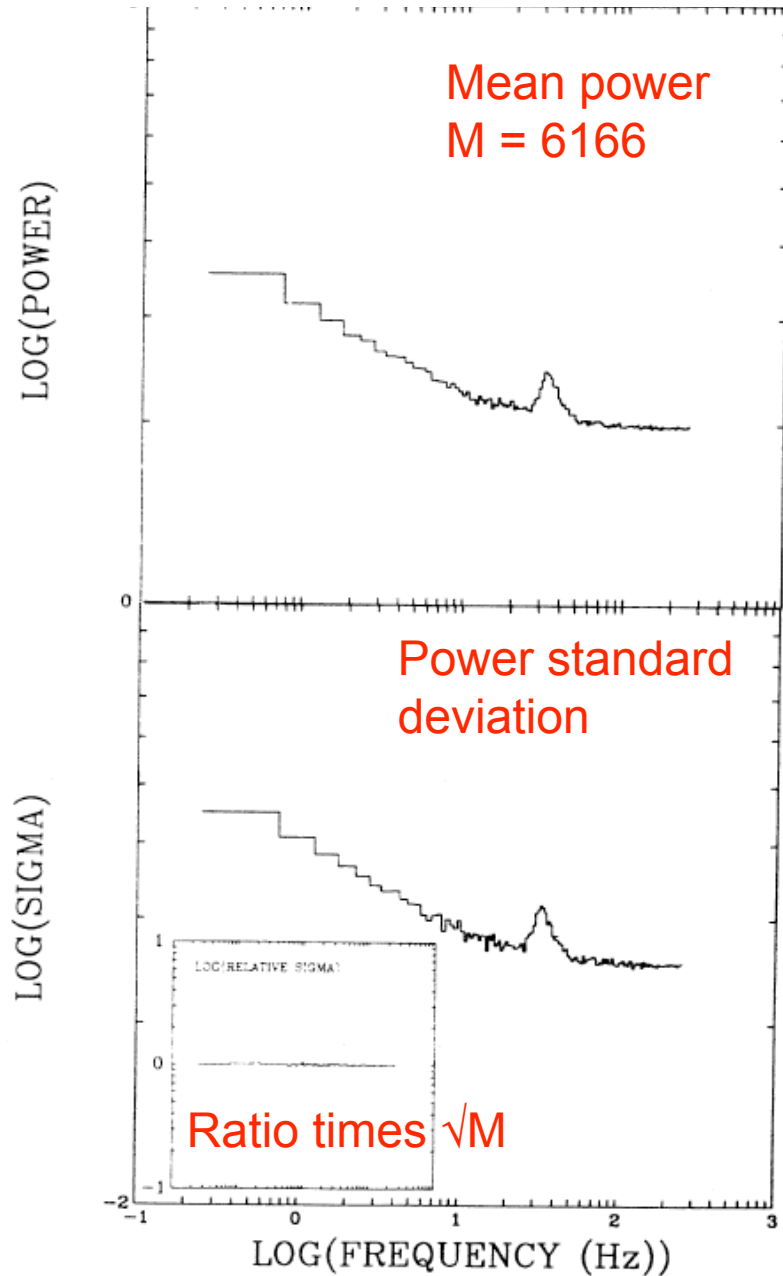 Mean power
M = 6166
LOG(POWER)
0
Power standard
deviation
LOG(SIGMA)
1
LOG(RELATIVE SIGMA)
0
Ratio times √M
-1
-2
-1 0 1 2 3
LOG(FREQUENCY (Hz))